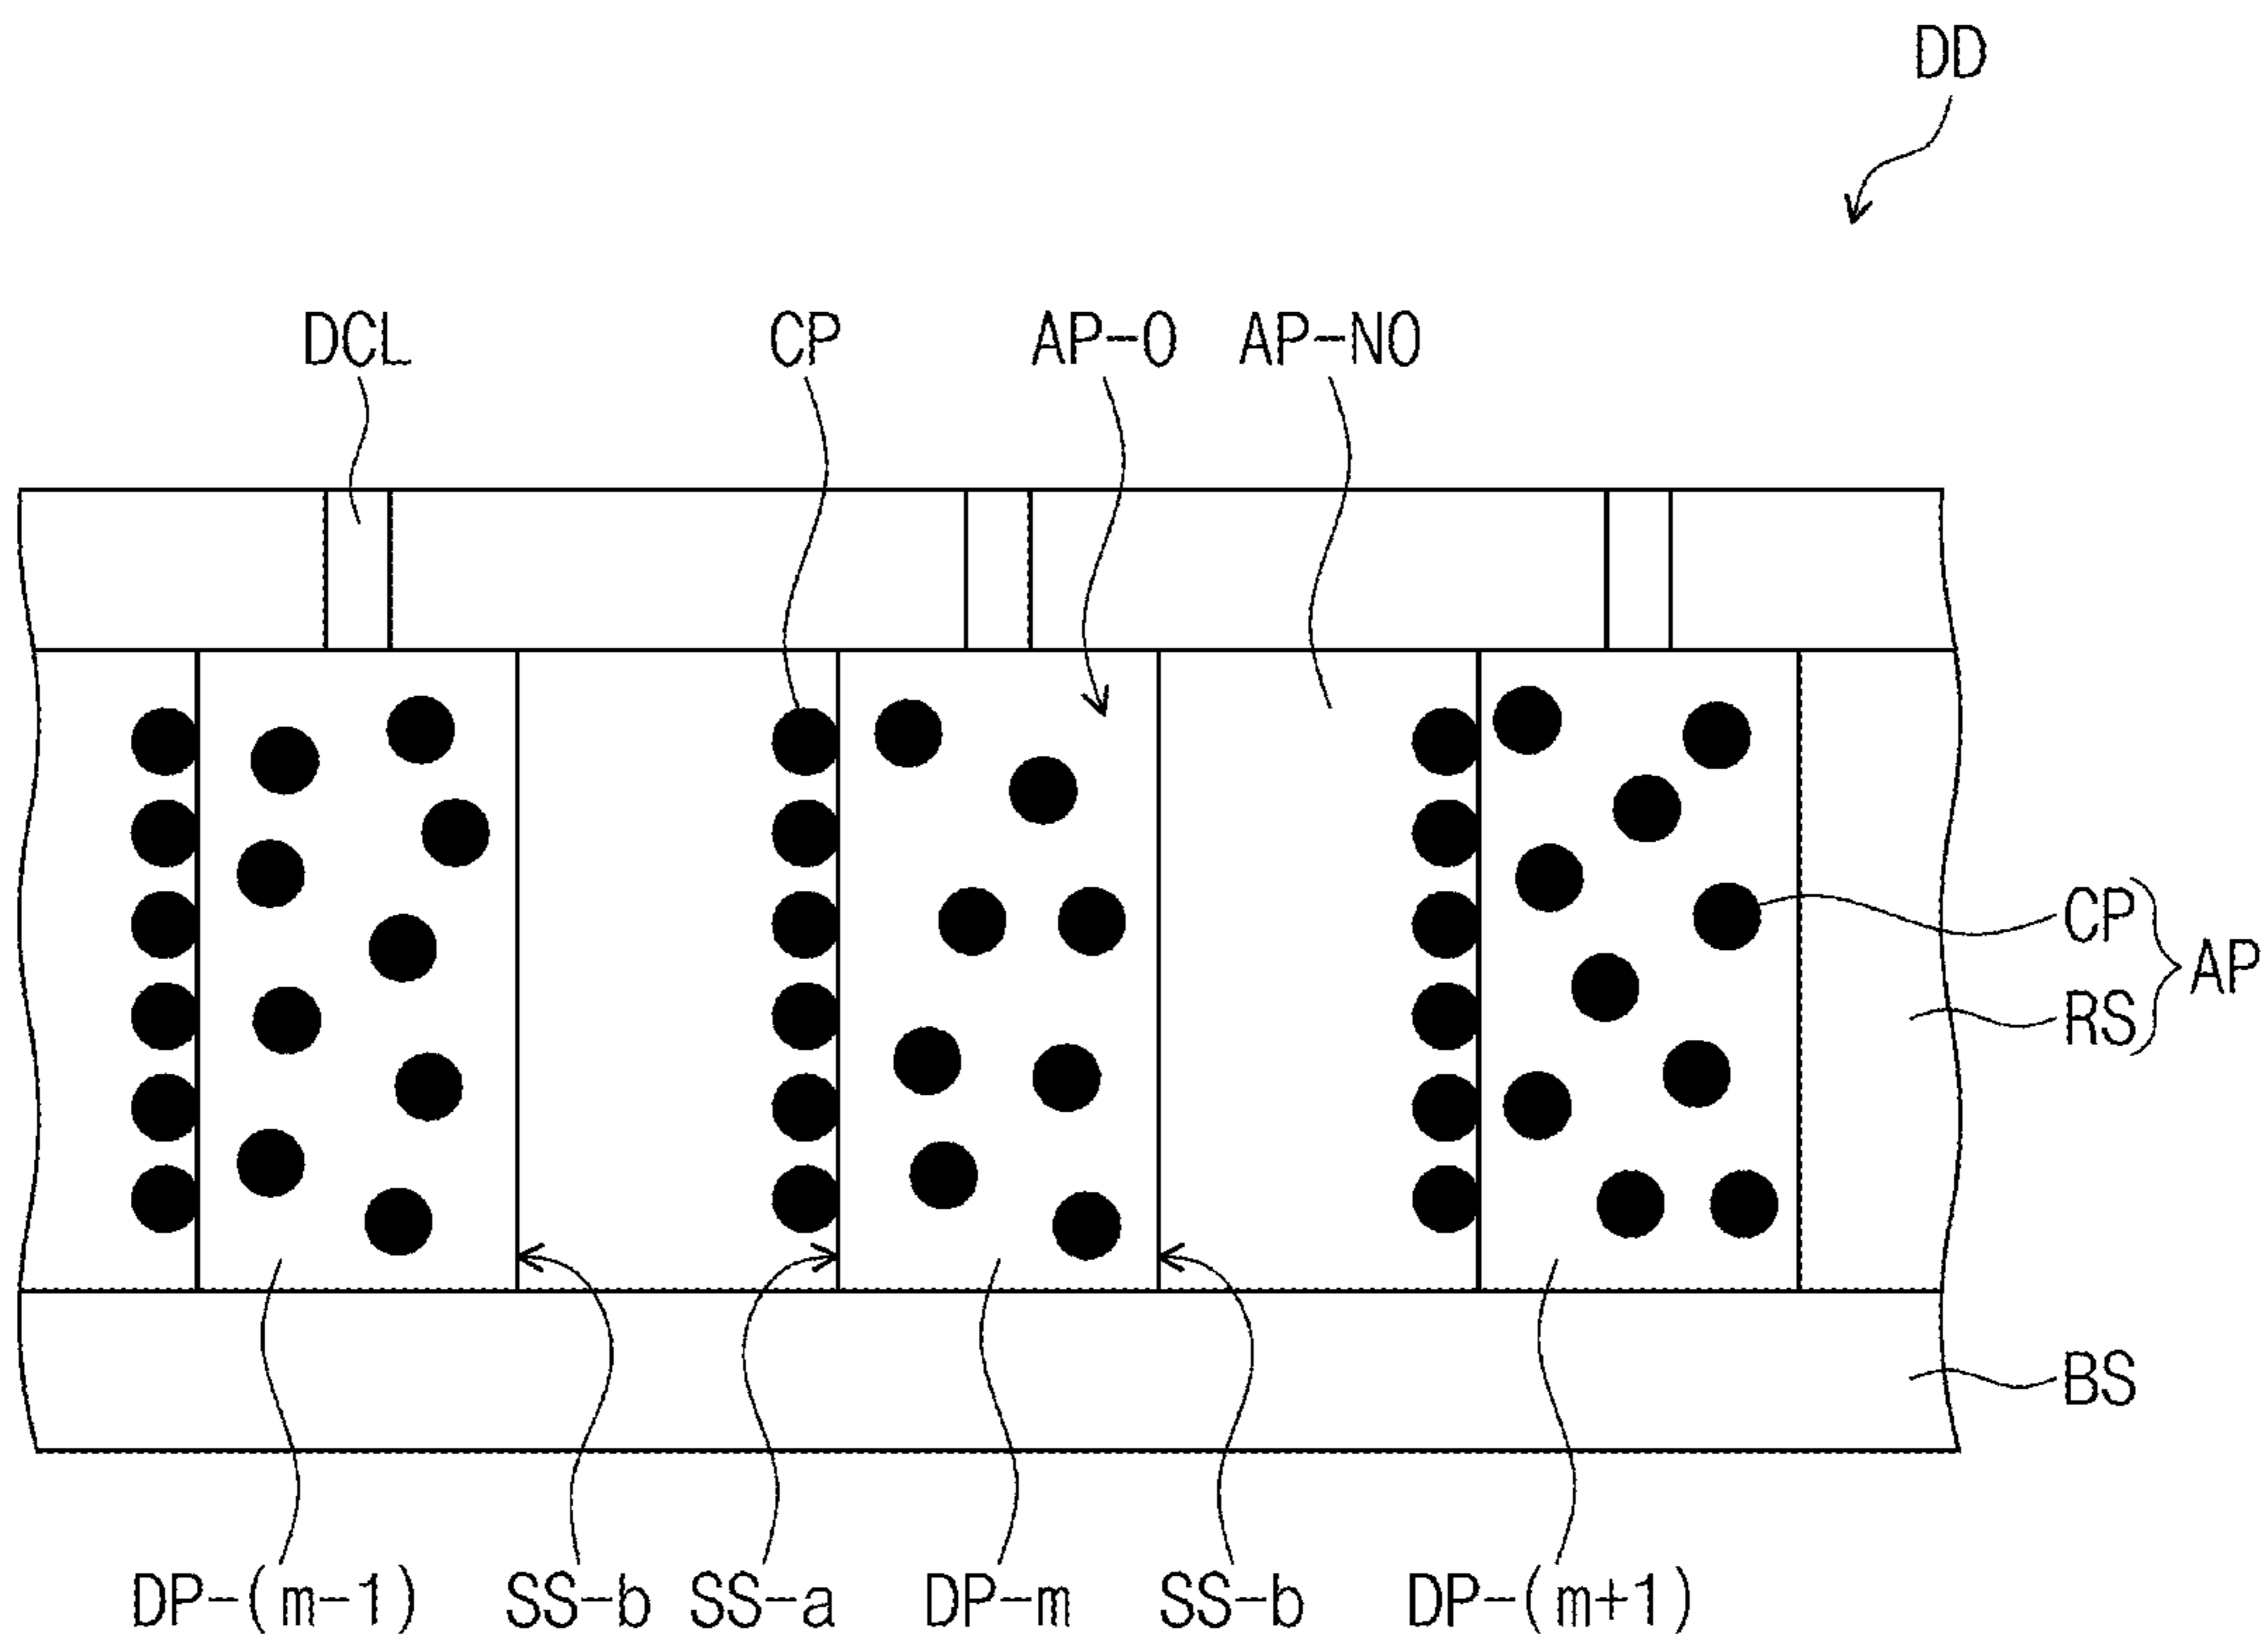 DD
DCL CP AP-O AP-NO
CP
AP
RS
BS
DP-(m-1) SS-b SS-a DP-m SS-b DP-(m+1)